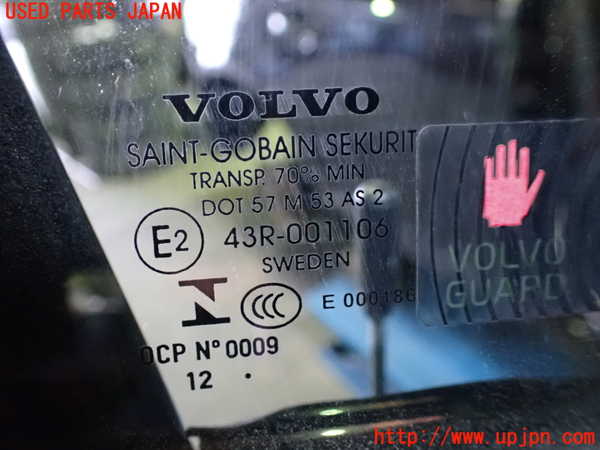 USED PARTS JAPAN
VOLVO
SAINT-GOBAIN SEKURIT
TRANSP. 70% MIN
DOT 57 M 53 AS 2
E2 43R-001106
SWEDEN
CCC E 000186
OCP N° 0009
12 .
VOLVO
GUARD
http://www.upjpn.com/